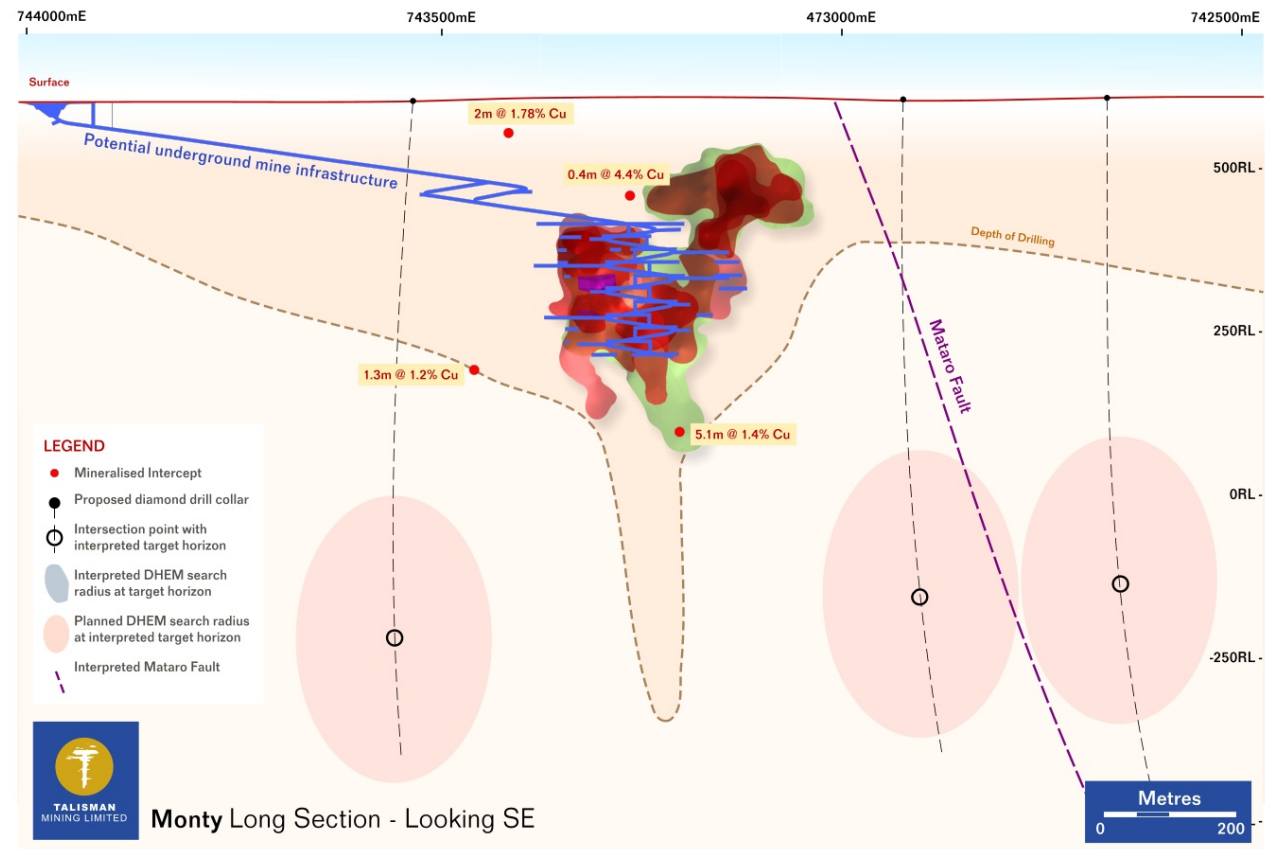 744000mE
743500mE
473000mE
742500mE
Surface
2m @ 1.78% Cu
Potential underground mine infrastructure
0.4m @ 4.4% Cu
500RL
Depth of Drilling
250RL
Mataro Fault
1.3m @ 1.2% Cu
5.1m @ 1.4% Cu
LEGEND
Mineralised Intercept
Proposed diamond drill collar
Intersection point with
interpreted target horizon
Interpreted DHEM search
radius at target horizon
Planned DHEM search radius
at interpreted target horizon
Interpreted Mataro Fault
0RL
-250RL
TALISMAN
MINING LIMITED
Monty Long Section - Looking SE
Metres
0 200